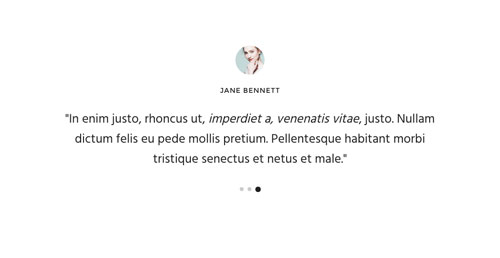 JANE BENNETT
"In enim justo, rhoncus ut, imperdiet a, venenatis vitae, justo. Nullam
dictum felis eu pede mollis pretium. Pellentesque habitant morbi
tristique senectus et netus et male."